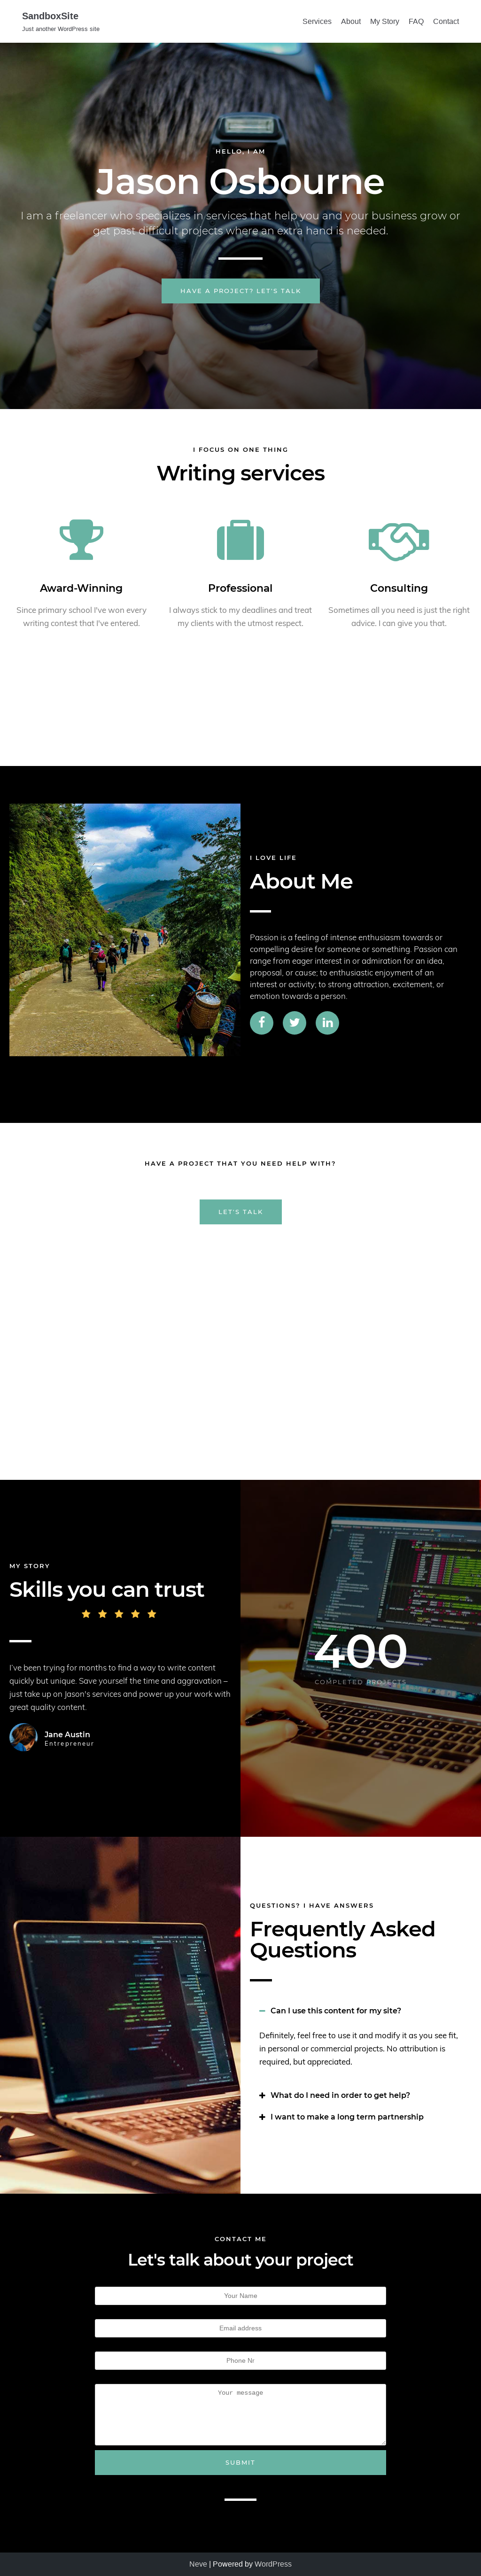 SandboxSite
Just another WordPress site
Services About My Story FAQ Contact
HELLO, I AM
Jason Osbourne
I am a freelancer who specializes in services that help you and your business grow or
get past difficult projects where an extra hand is needed.
HAVE A PROJECT? LET'S TALK
I FOCUS ON ONE THING
Writing services
Award-Winning
Since primary school I've won every
writing contest that I've entered.
Professional
I always stick to my deadlines and treat
my clients with the utmost respect.
Consulting
Sometimes all you need is just the right
advice. I can give you that.
I LOVE LIFE
About Me
Passion is a feeling of intense enthusiasm towards or
compelling desire for someone or something. Passion can
range from eager interest in or admiration for an idea,
proposal, or cause; to enthusiastic enjoyment of an
interest or activity; to strong attraction, excitement, or
emotion towards a person.
HAVE A PROJECT THAT YOU NEED HELP WITH?
LET'S TALK
MY STORY
Skills you can trust
I've been trying for months to find a way to write content
quickly but unique. Save yourself the time and aggravation –
just take up on Jason's services and power up your work with
great quality content.
Jane Austin
Entrepreneur
400
COMPLETED PROJECTS
QUESTIONS? I HAVE ANSWERS
Frequently Asked
Questions
Can I use this content for my site?
Definitely, feel free to use it and modify it as you see fit,
in personal or commercial projects. No attribution is
required, but appreciated.
What do I need in order to get help?
I want to make a long term partnership
CONTACT ME
Let's talk about your project
Your Name
Email address
Phone Nr
Your message
SUBMIT
Neve | Powered by WordPress